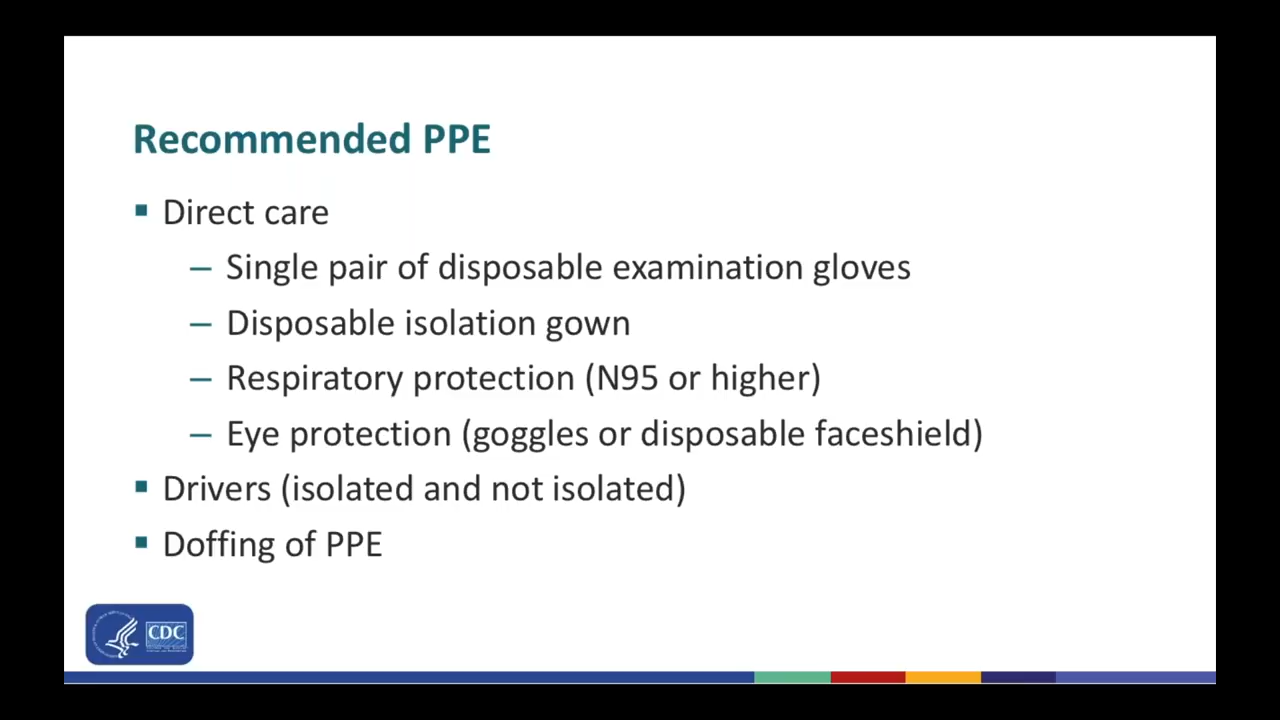 Recommended PPE
▪ Direct care
– Single pair of disposable examination gloves
– Disposable isolation gown
– Respiratory protection (N95 or higher)
– Eye protection (goggles or disposable faceshield)
▪ Drivers (isolated and not isolated)
▪ Doffing of PPE
CDC